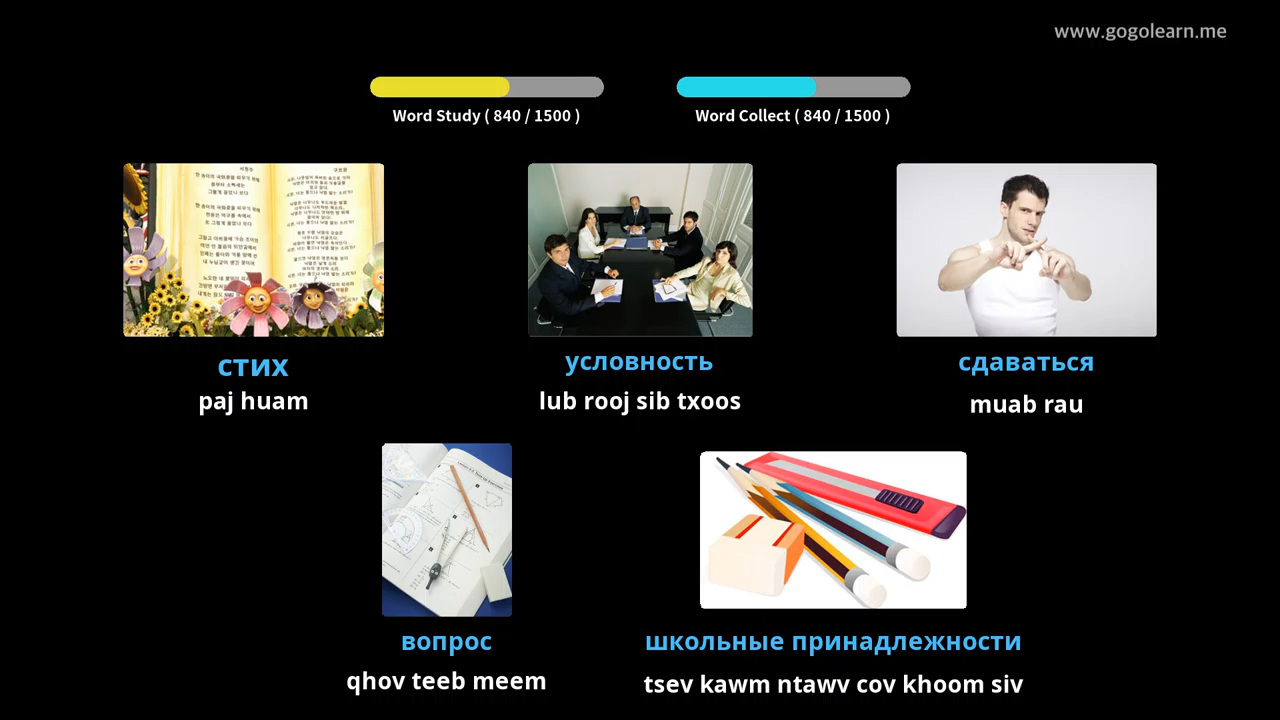 www.gogolearn.me
Word Study ( 840 / 1500 )
Word Collect ( 840 / 1500 )
стих
paj huam
условность
lub rooj sib txoos
сдаваться
muab rau
вопрос
qhov teeb meem
школьные принадлежности
tsev kawm ntawv cov khoom siv